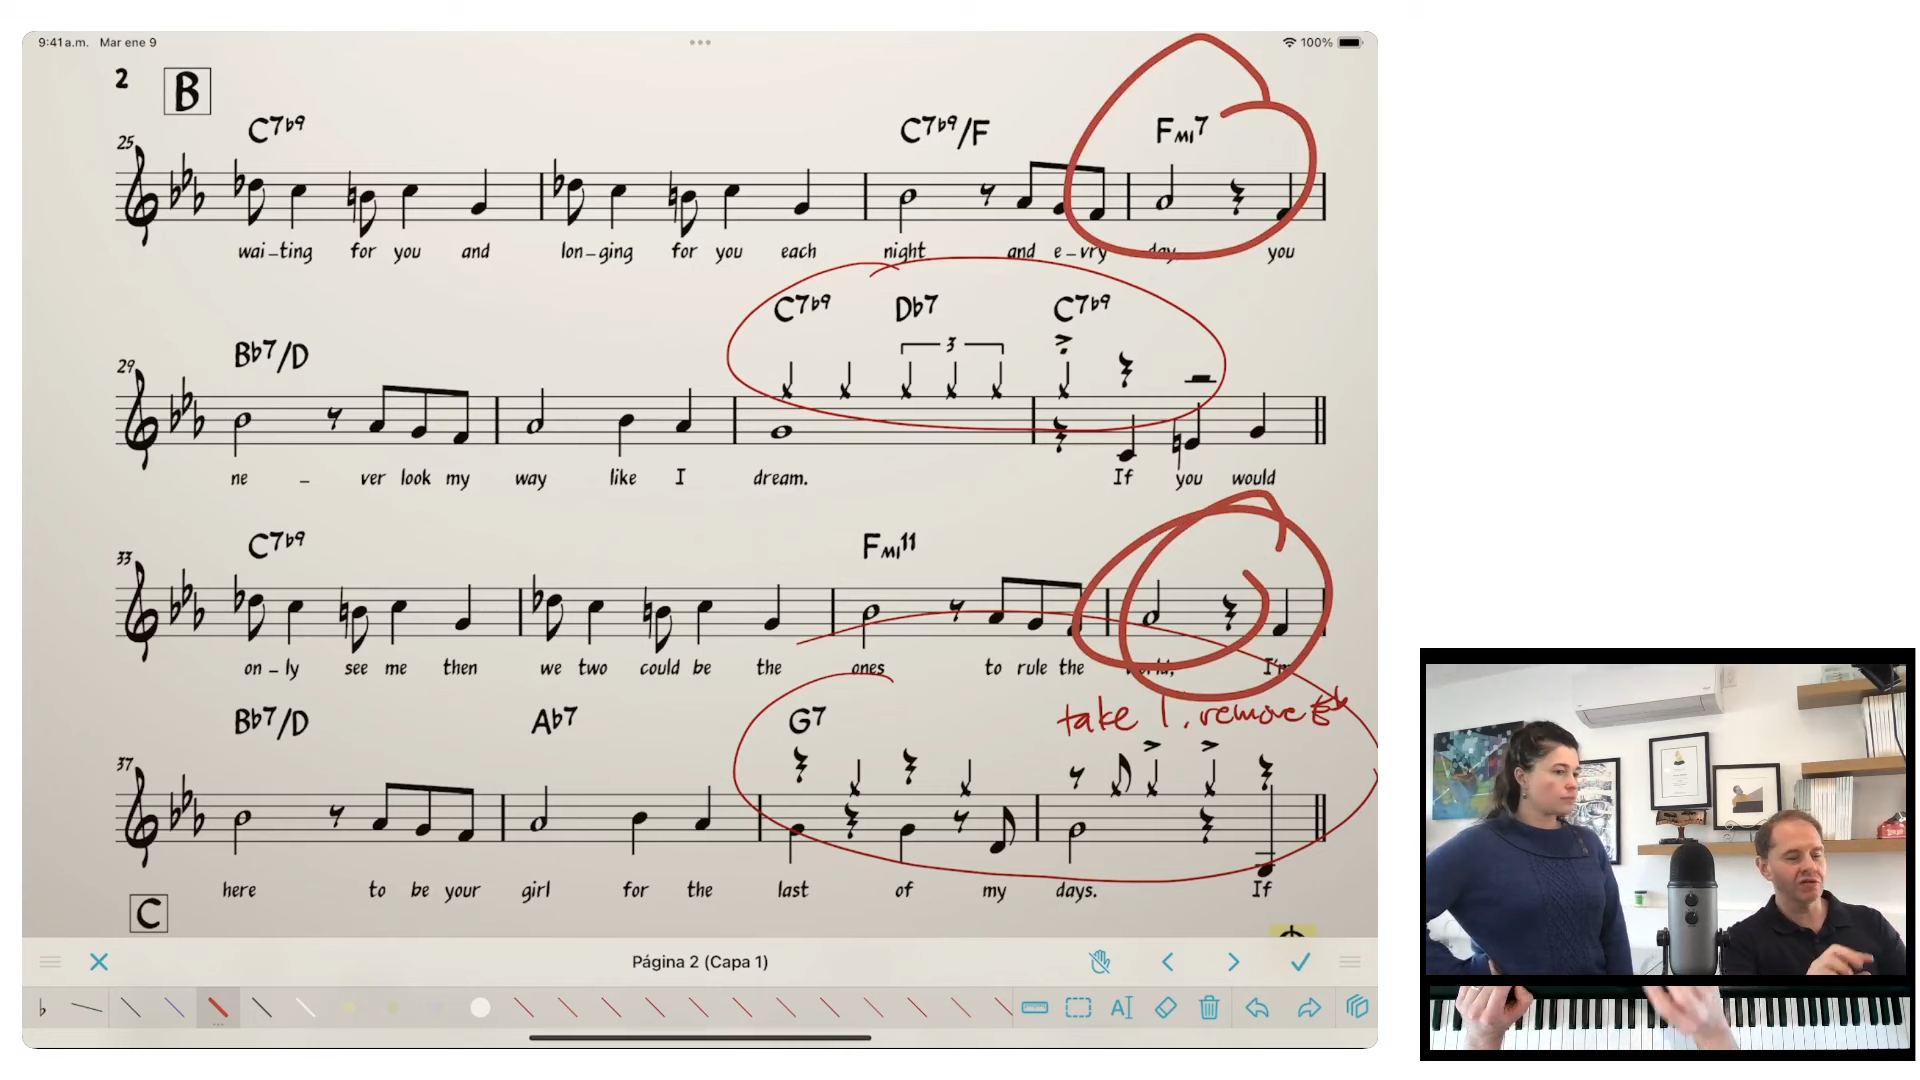 9:41 a.m. Mar ene 9
100%
2 B
C7♭9 C7♭9/F FMI7
25
wai–ting for you and lon–ging for you each night and e–vry day you
C7♭9 D♭7 C7♭9
B♭7/D
3
29
ne – ver look my way like I dream. If you would
C7♭9 FMI11
33
on–ly see me then we two could be the ones to rule the world, I'm
take 1, remove
B♭7/D A♭7 G7
37
here to be your girl for the last of my days. If
C
Página 2 (Capa 1)